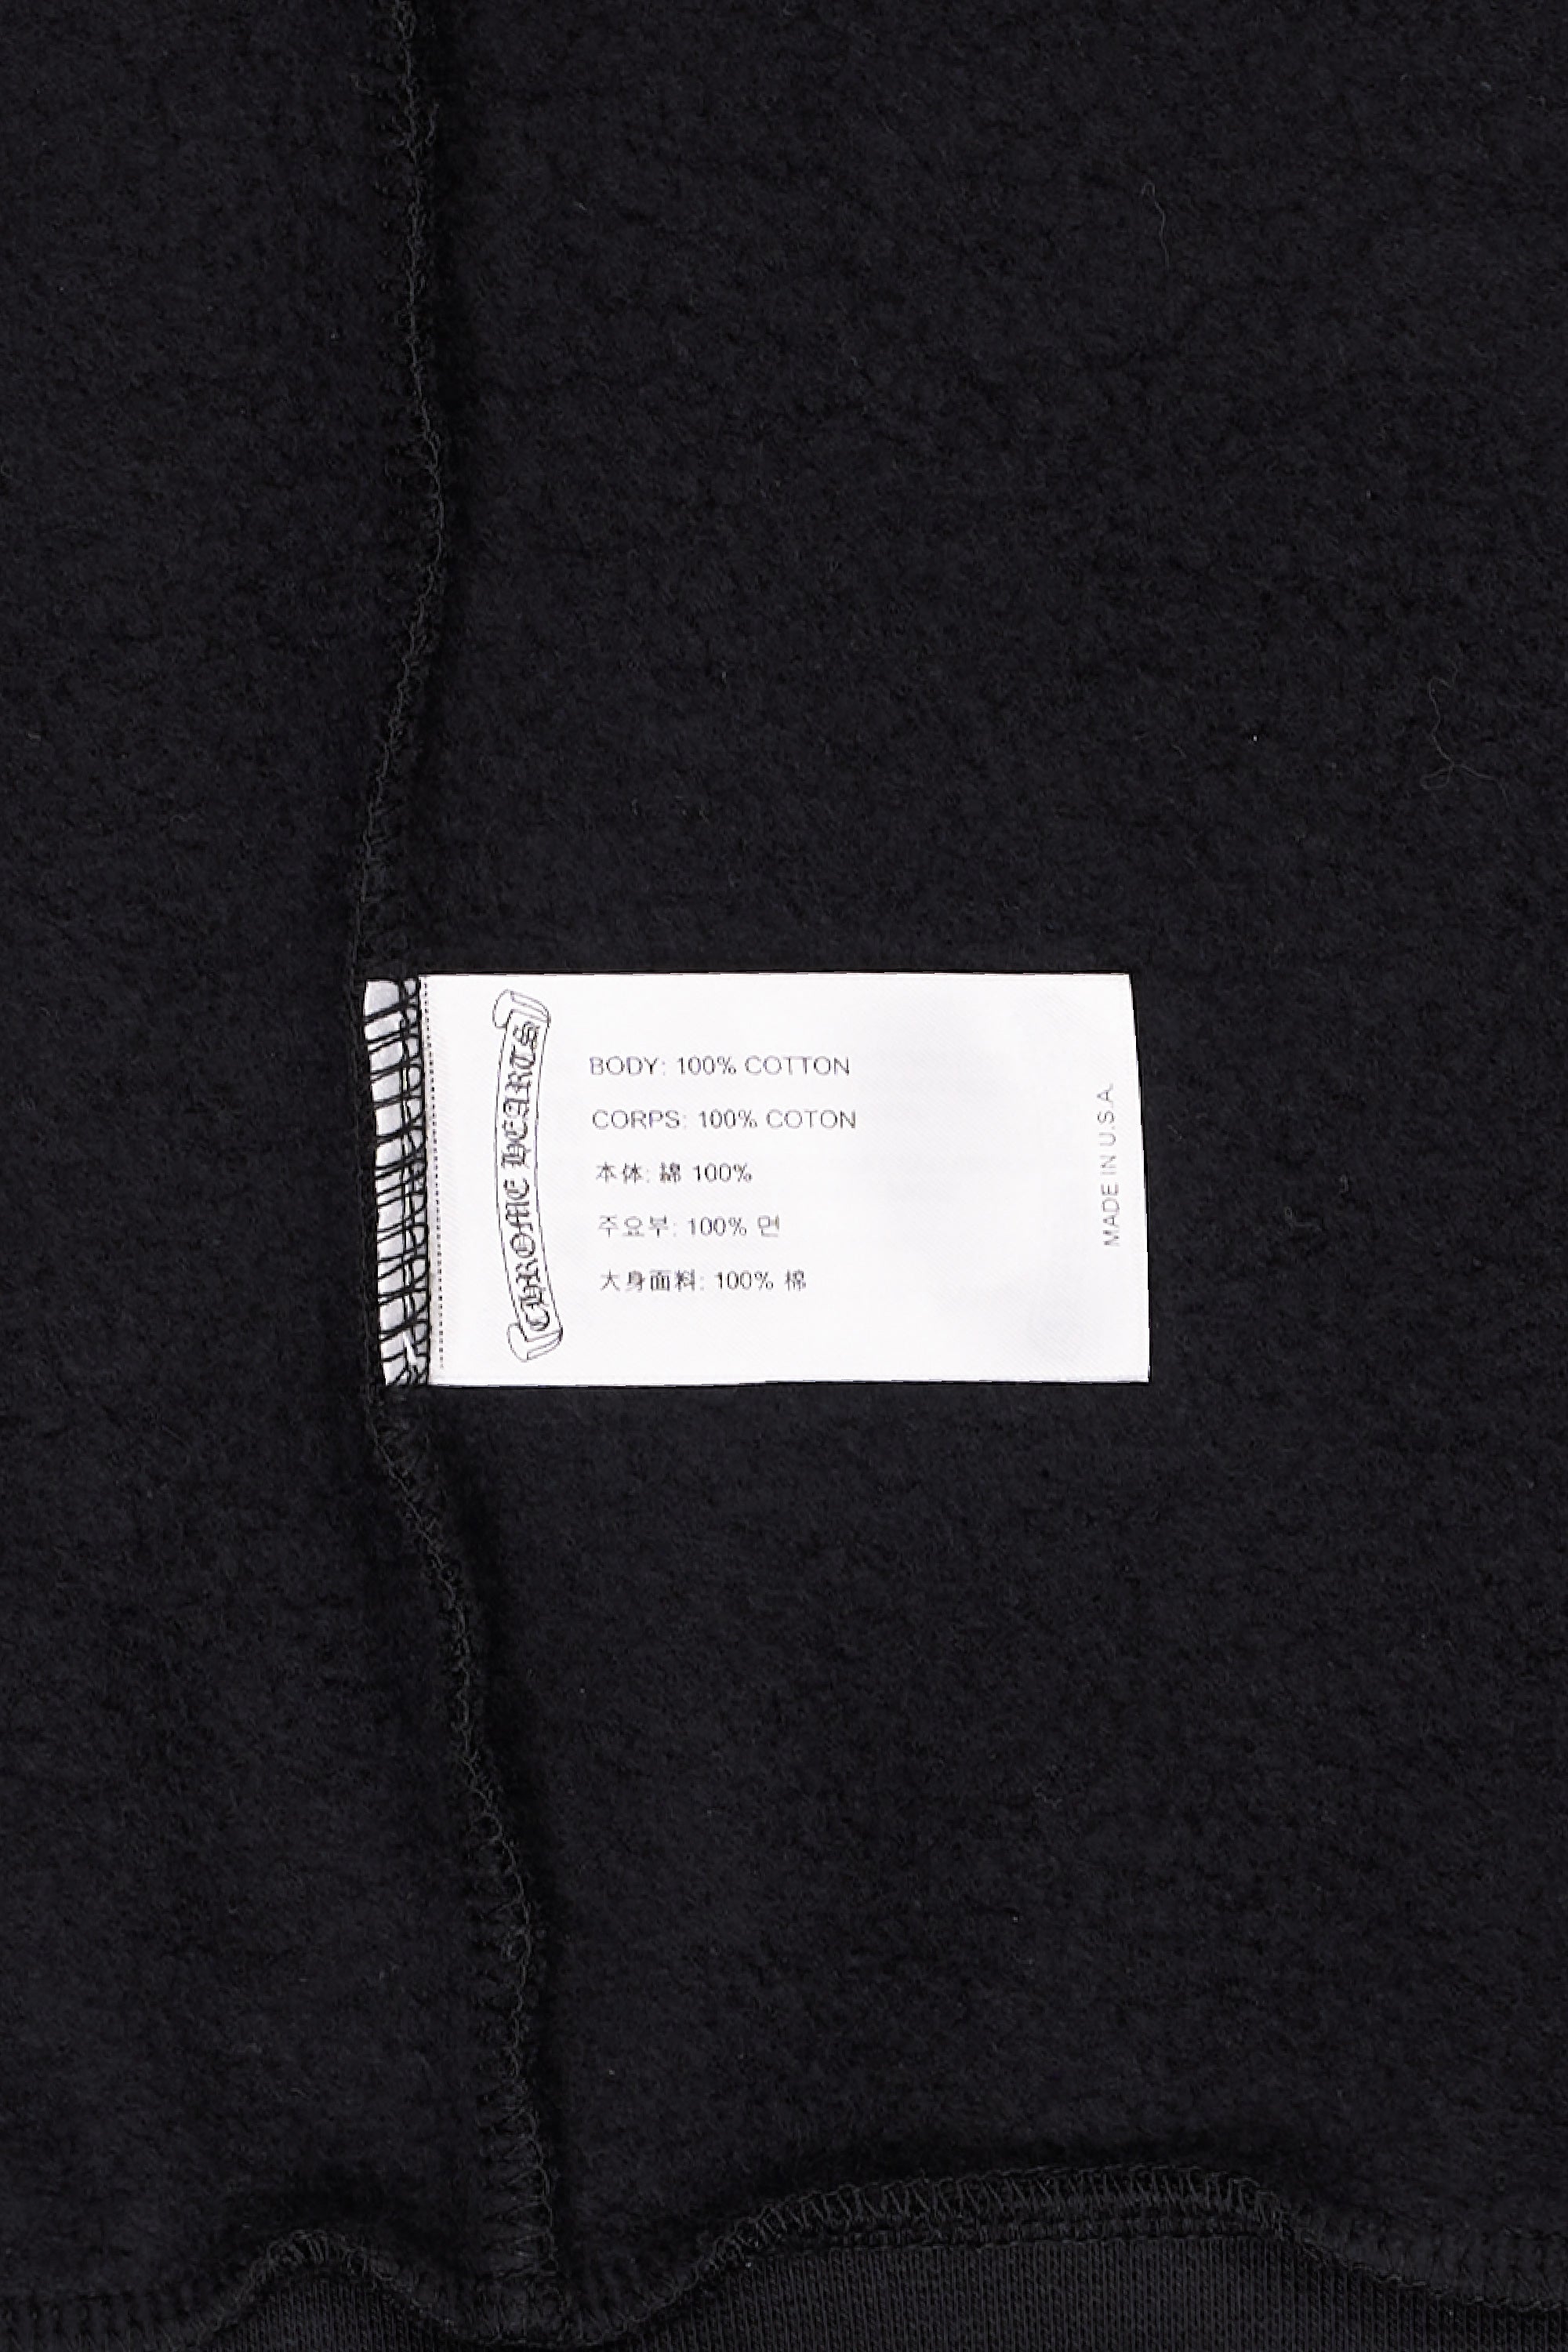 CHROME HEARTS
BODY: 100% COTTON
CORPS: 100% COTON
本体: 綿 100%
주요부: 100% 면
大身面料: 100% 棉
MADE IN U.S.A.